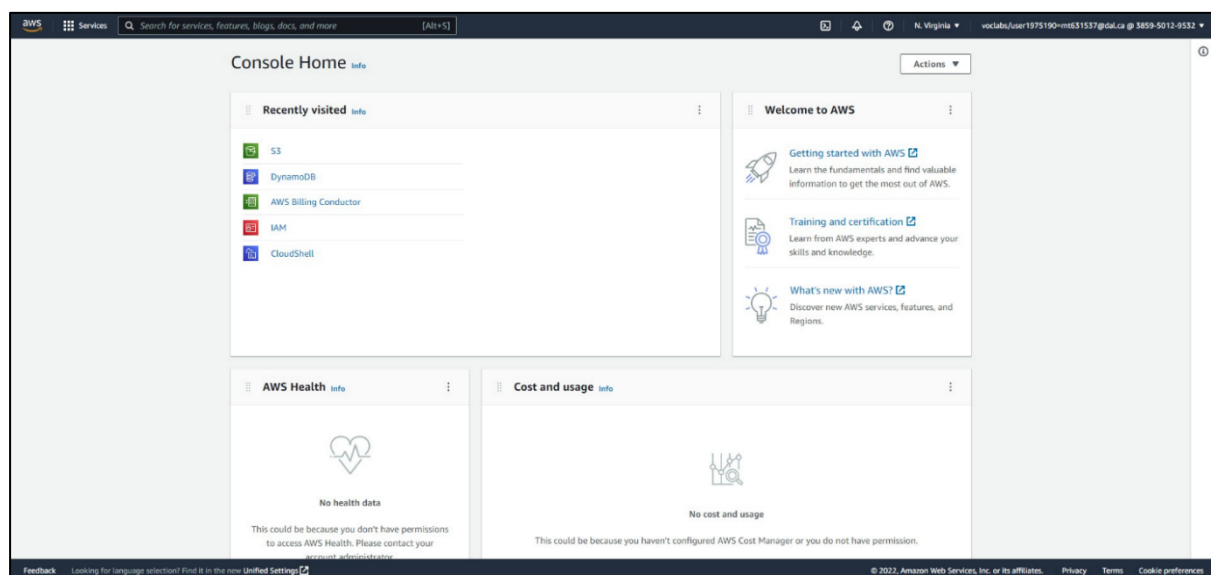 aws Services Search for services, features, blogs, docs, and more [Alt+S] N. Virginia voclabs/user1975190=mt631537@dal.ca @ 3859-5012-9532
Console Home Info
Actions
Recently visited Info
S3
DynamoDB
AWS Billing Conductor
IAM
CloudShell
Welcome to AWS
Getting started with AWS
Learn the fundamentals and find valuable
information to get the most out of AWS.
Training and certification
Learn from AWS experts and advance your
skills and knowledge.
What's new with AWS?
Discover new AWS services, features, and
Regions.
AWS Health Info
No health data
This could be because you don't have permissions
to access AWS Health. Please contact your
account administrator
Cost and usage Info
No cost and usage
This could be because you haven't configured AWS Cost Manager or you do not have permission.
Feedback Looking for language selection? Find it in the new Unified Settings © 2022, Amazon Web Services, Inc. or its affiliates. Privacy Terms Cookie preferences